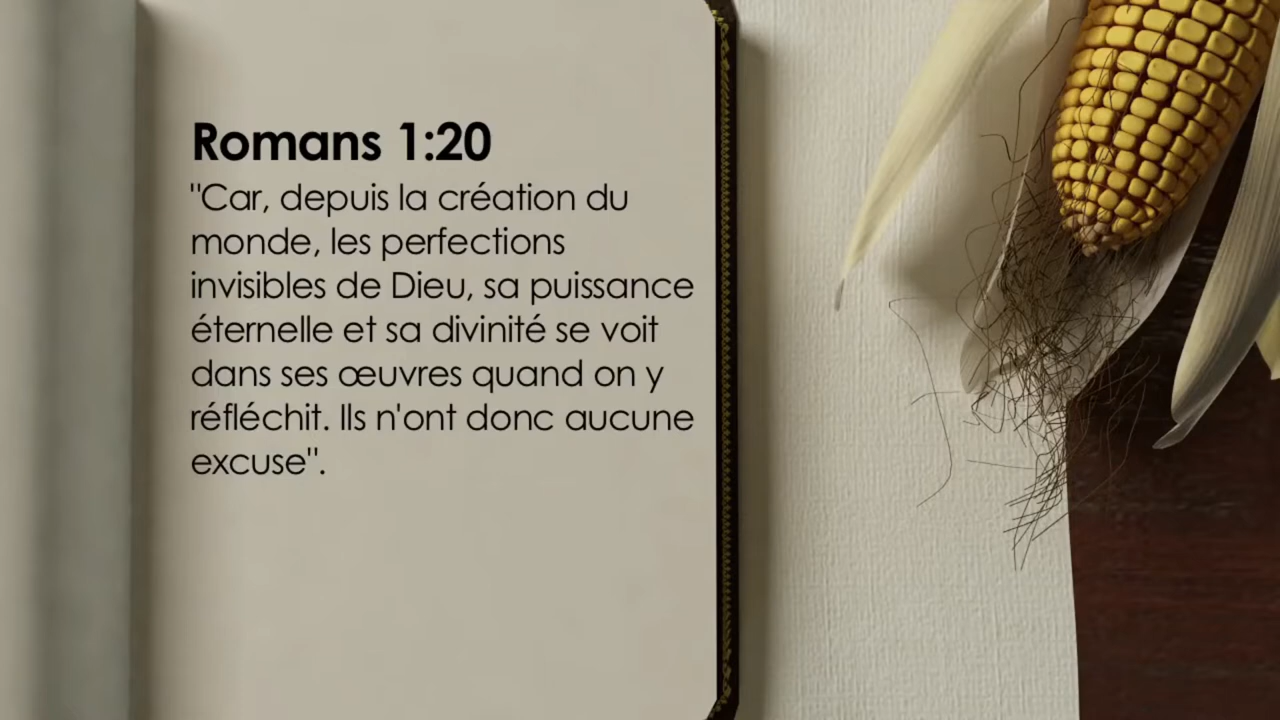 Romans 1:20
"Car, depuis la création du
monde, les perfections
invisibles de Dieu, sa puissance
éternelle et sa divinité se voit
dans ses œuvres quand on y
réfléchit. Ils n'ont donc aucune
excuse".